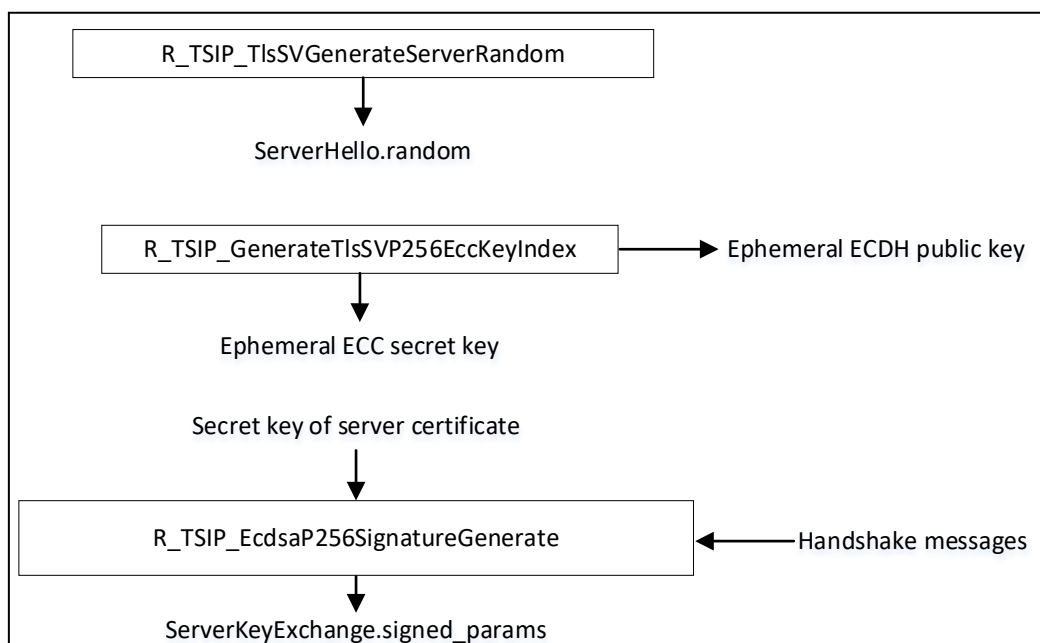 R_TSIP_TlsSVGenerateServerRandom
ServerHello.random
R_TSIP_GenerateTlsSVP256EccKeyIndex
Ephemeral ECDH public key
Ephemeral ECC secret key
Secret key of server certificate
R_TSIP_EcdsaP256SignatureGenerate
Handshake messages
ServerKeyExchange.signed_params